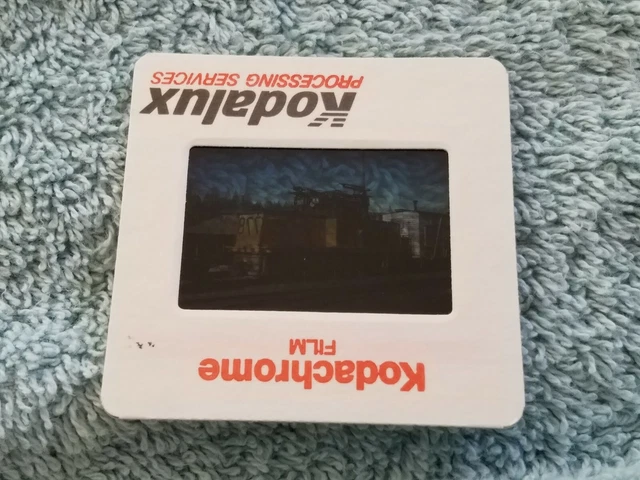 Kodachrome
FILM
Kodalux
PROCESSING SERVICES